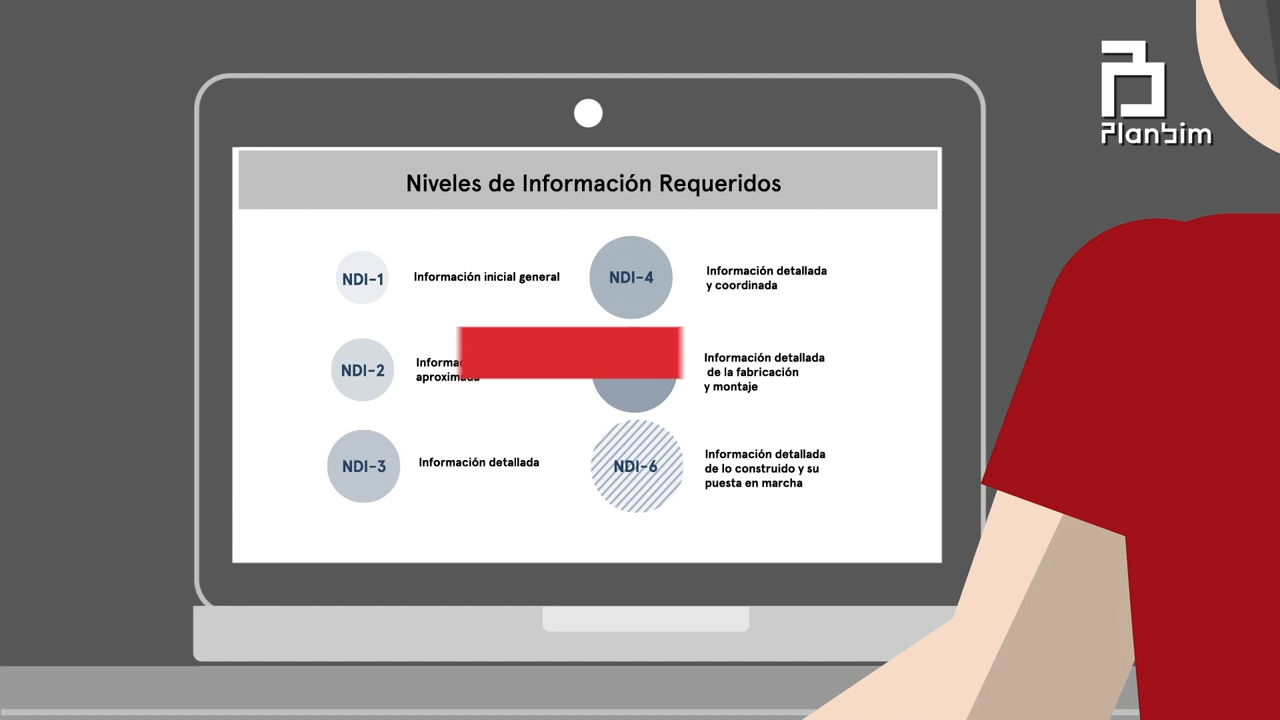 Planbim
Niveles de Información Requeridos
NDI-1
Información inicial general
NDI-2
aproximada
NDI-3
Información detallada
NDI-4
Información detallada
y coordinada
Información detallada
de la fabricación
y montaje
NDI-6
Información detallada
de lo construido y su
puesta en marcha